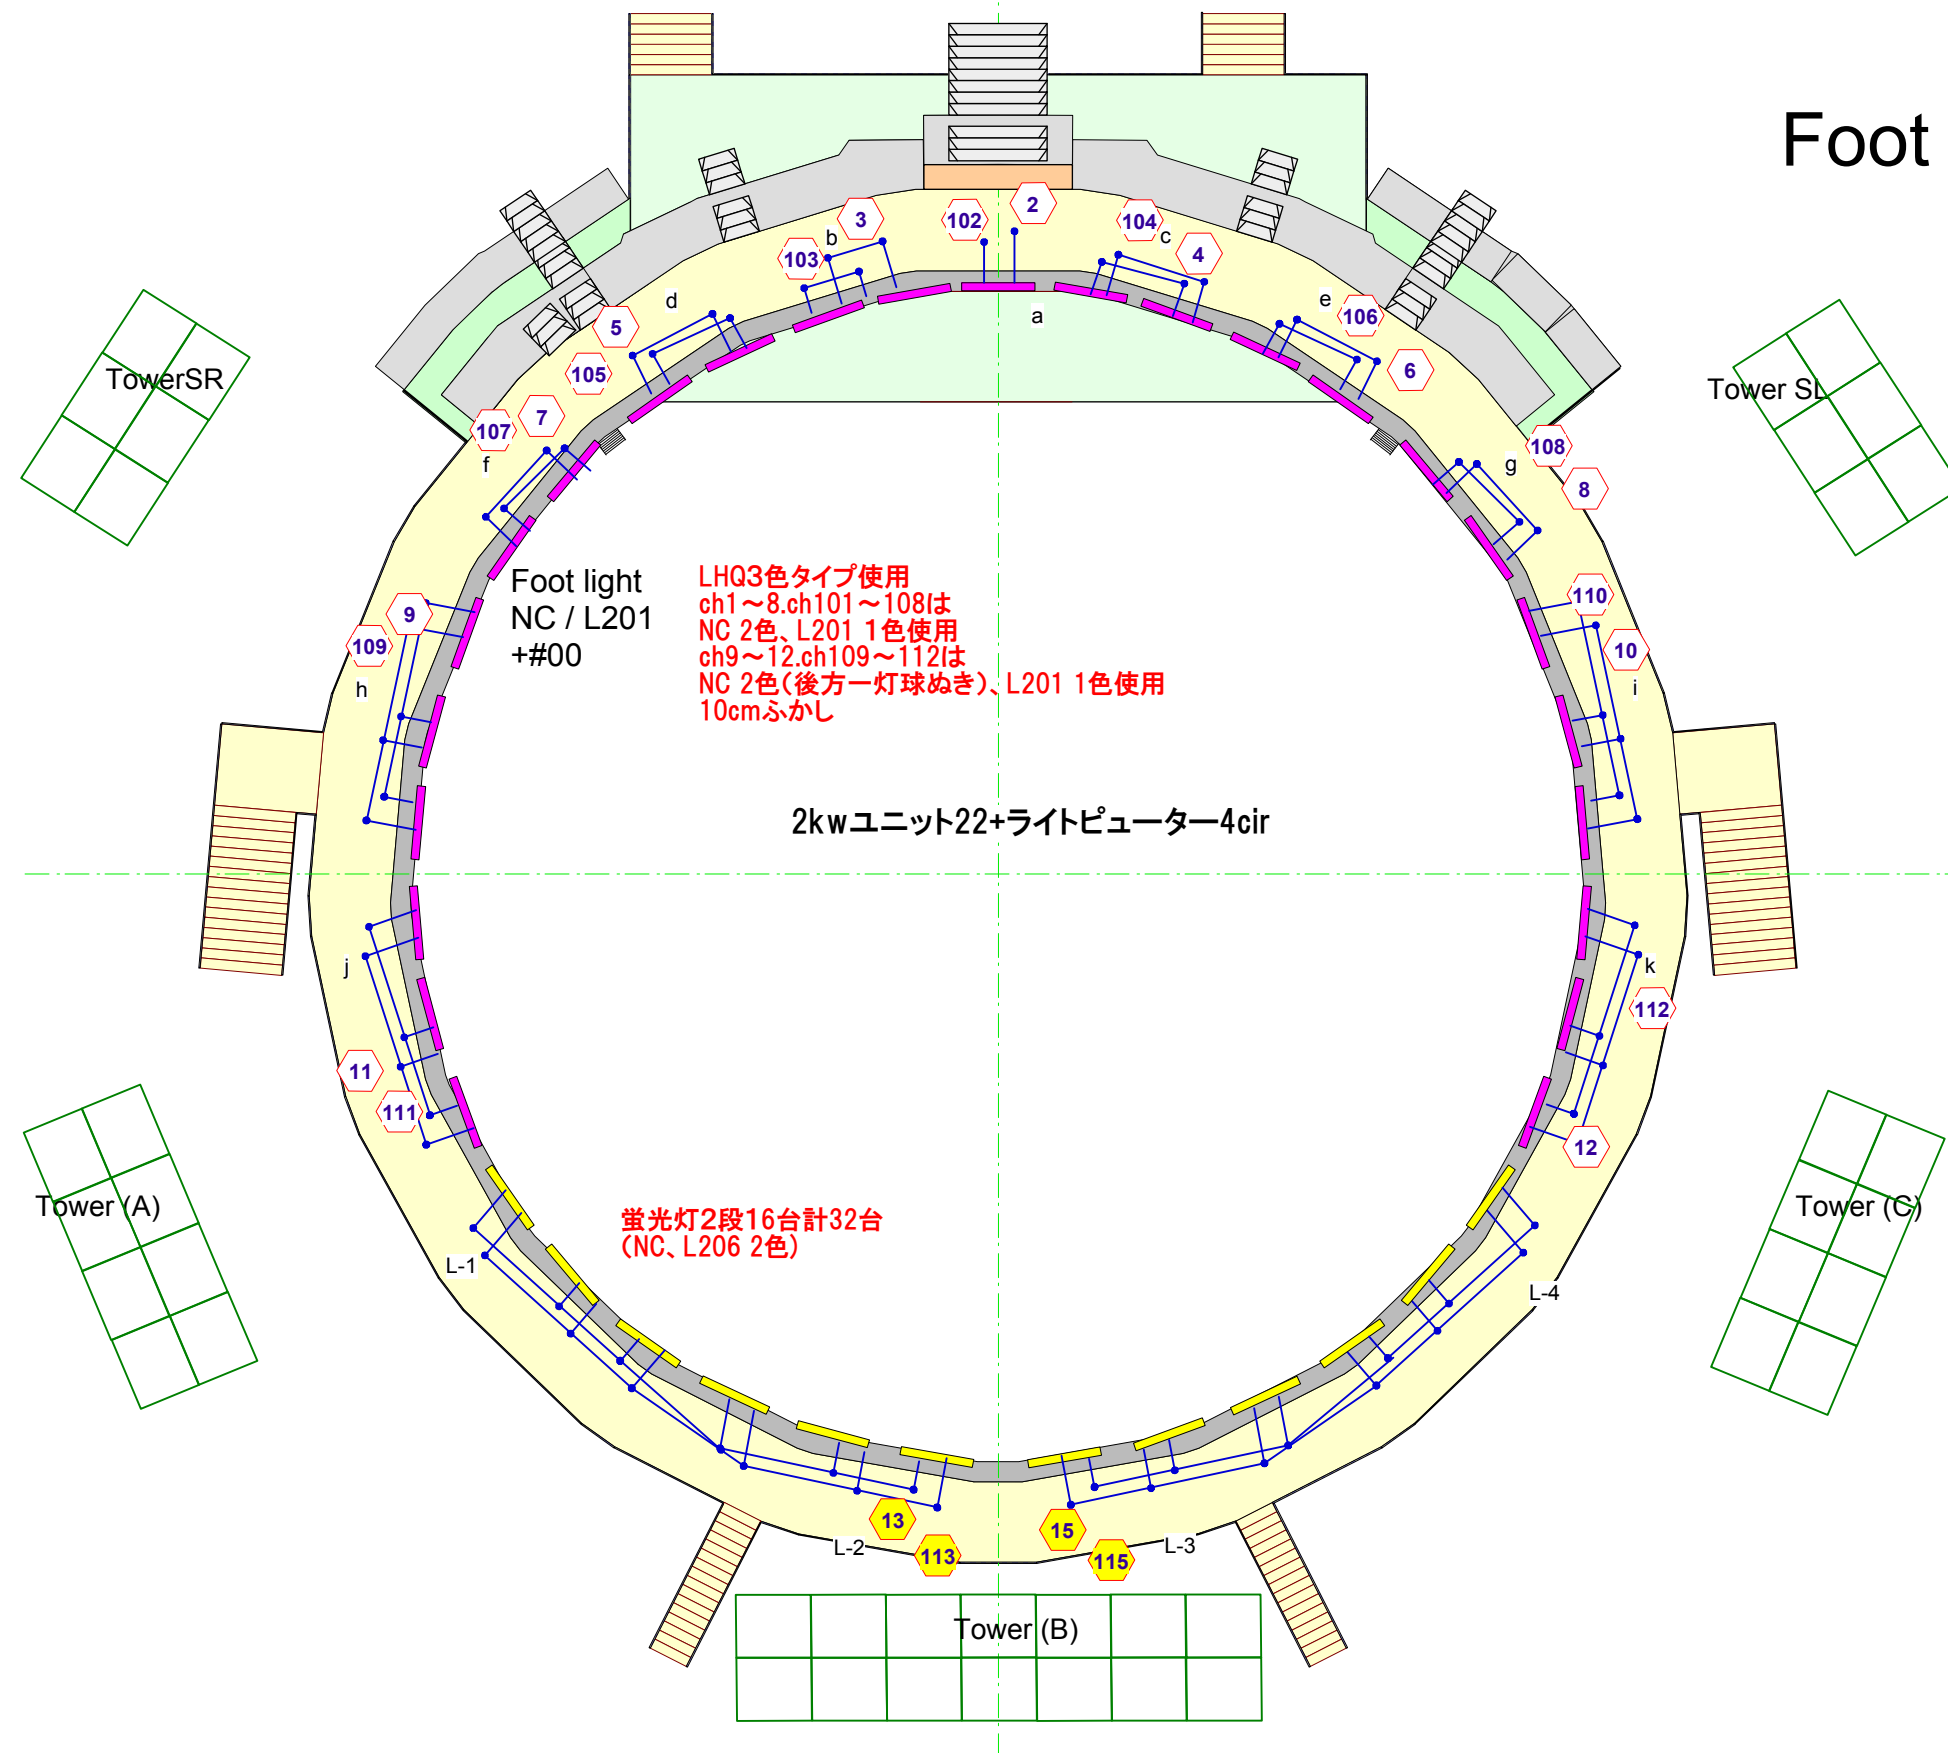 Foot
3
102
2
104
b
c
103
4
a
d
e
5
106
105
6
TowerSR
Tower SL
7
107
108
f
g
8
Foot light
NC / L201
+#00
LHQ3色タイプ使用
ch1～8.ch101～108は
NC 2色、L201 1色使用
ch9～12.ch109～112は
NC 2色(後方一灯球ぬき)、L201 1色使用
10cmふかし
9
109
h
110
10
i
2kwユニット22+ライトピューター4cir
j
k
112
11
111
12
Tower (A)
Tower (C)
蛍光灯2段16台計32台
(NC、L206 2色)
L-1
L-4
13
15
L-2
113
L-3
115
Tower (B)